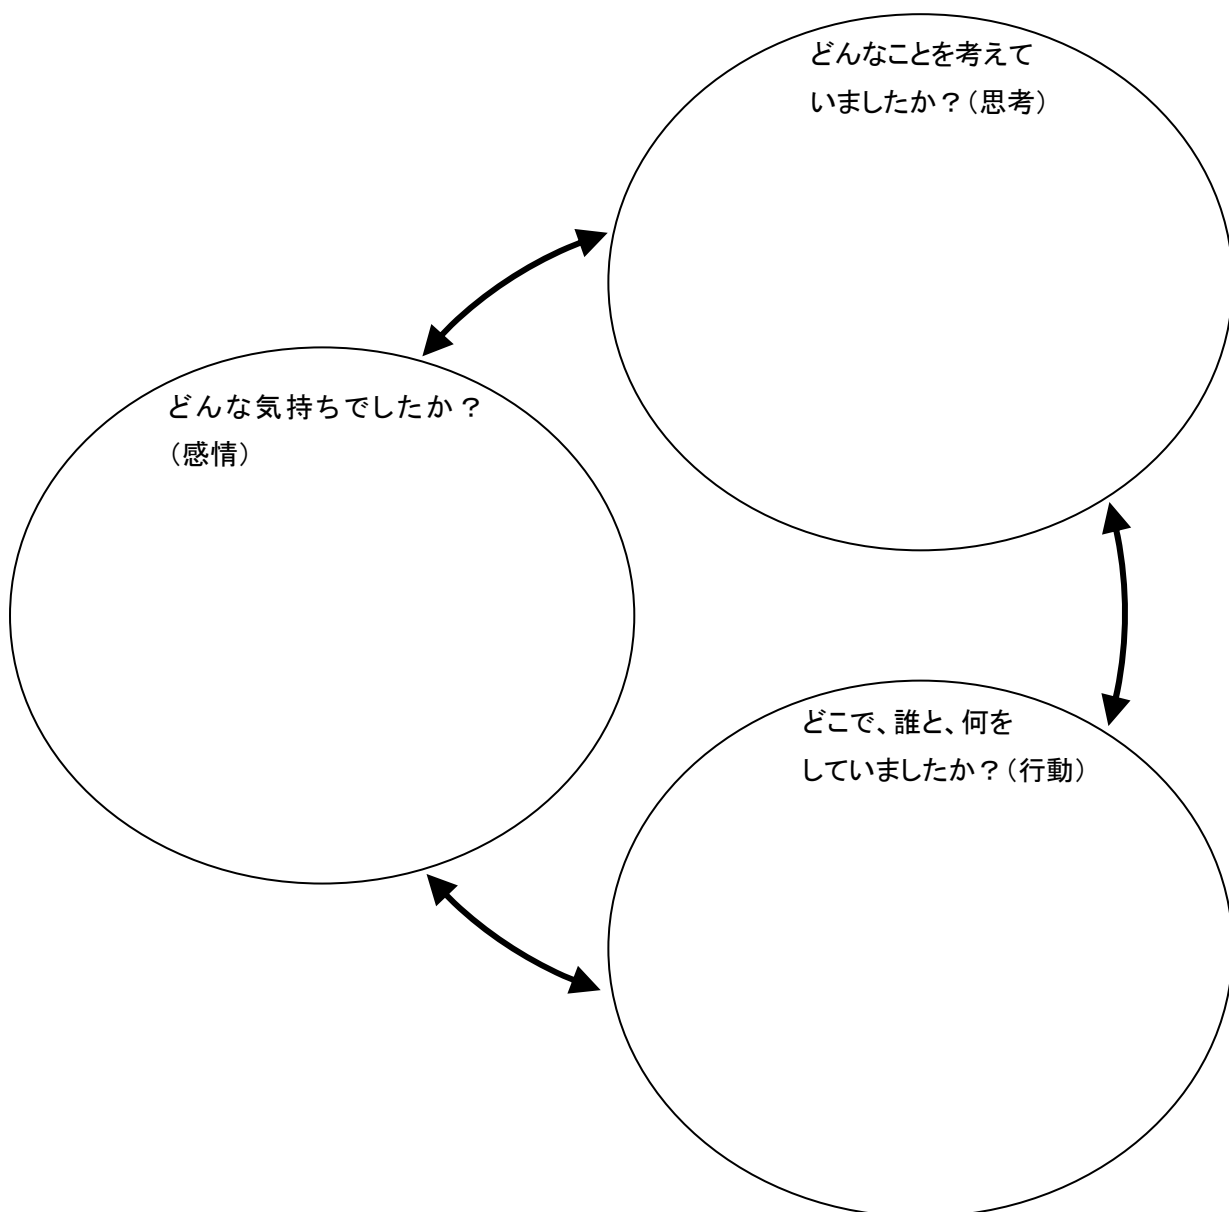 どんなことを考えて
いましたか？（思考）
どんな気持ちでしたか？
（感情）
どこで、誰と、何を
していましたか？（行動）